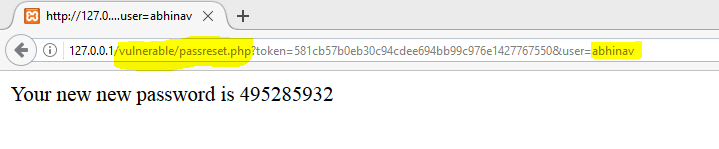 http://127.0....user=abhinav
127.0.0.1/vulnerable/passreset.php?token=581cb57b0eb30c94cdee694bb99c976e1427767550&user=abhinav
Your new new password is 495285932